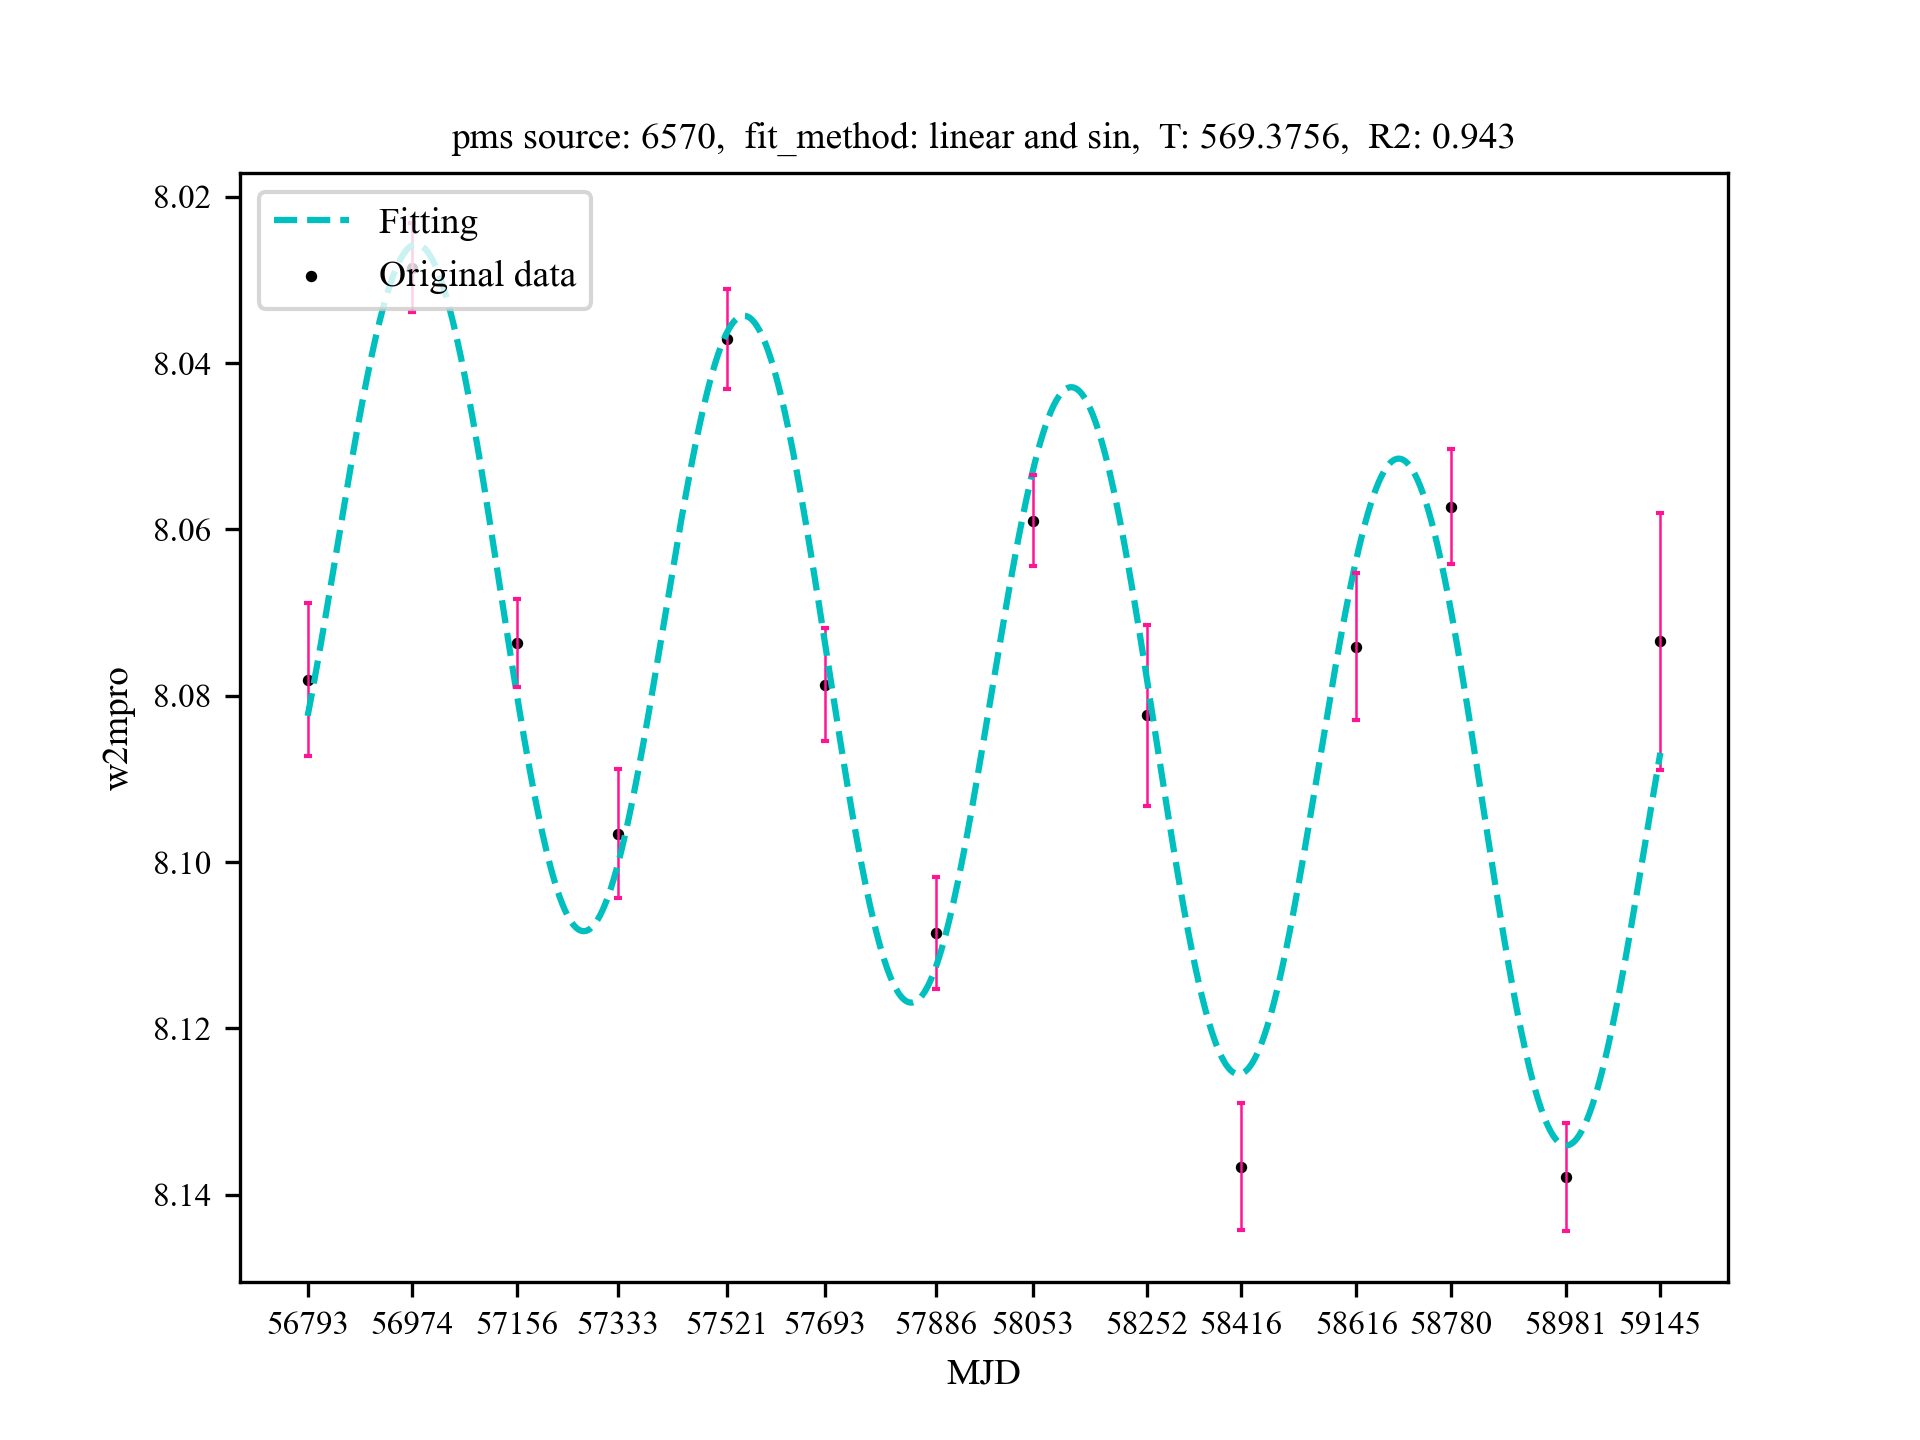 pms source: 6570,  fit_method: linear and sin,  T: 569.3756,  R2: 0.943
Fitting
Original data
8.02
8.04
8.06
8.08
8.10
8.12
8.14
w2mpro
56793 56974 57156 57333 57521 57693 57886 58053 58252 58416 58616 58780 58981 59145
MJD